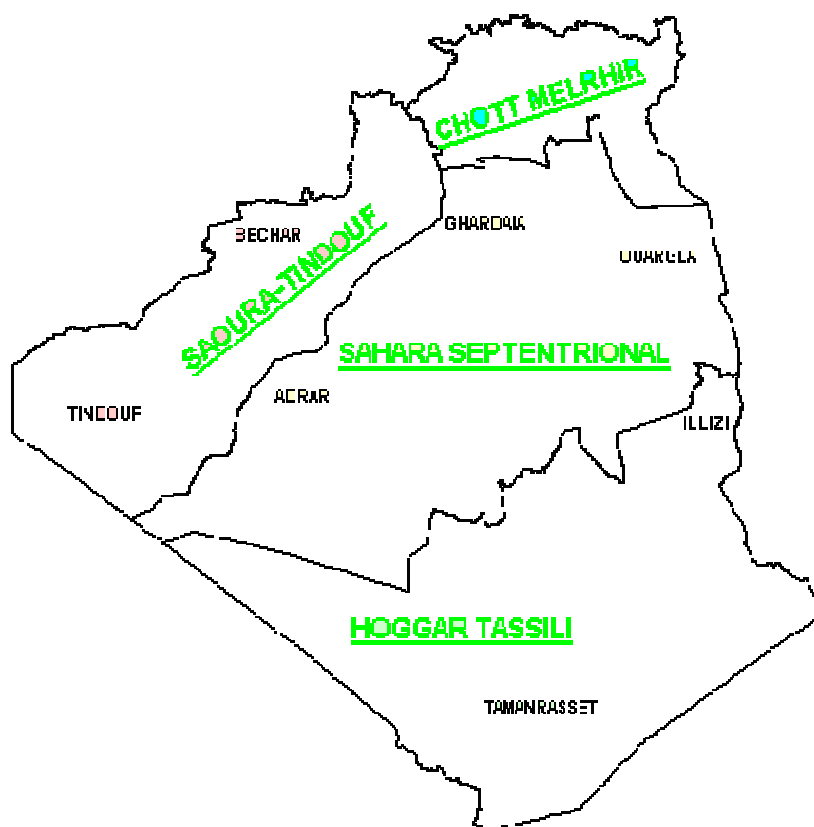 CHOTT MELRHIR
BECHAR
GHARDAIA
OUARGLA
SAOURA-TINDOUF
SAHARA SEPTENTRIONAL
TINDOUF
ADRAR
ILLIZI
HOGGAR TASSILI
TAMANRASSET